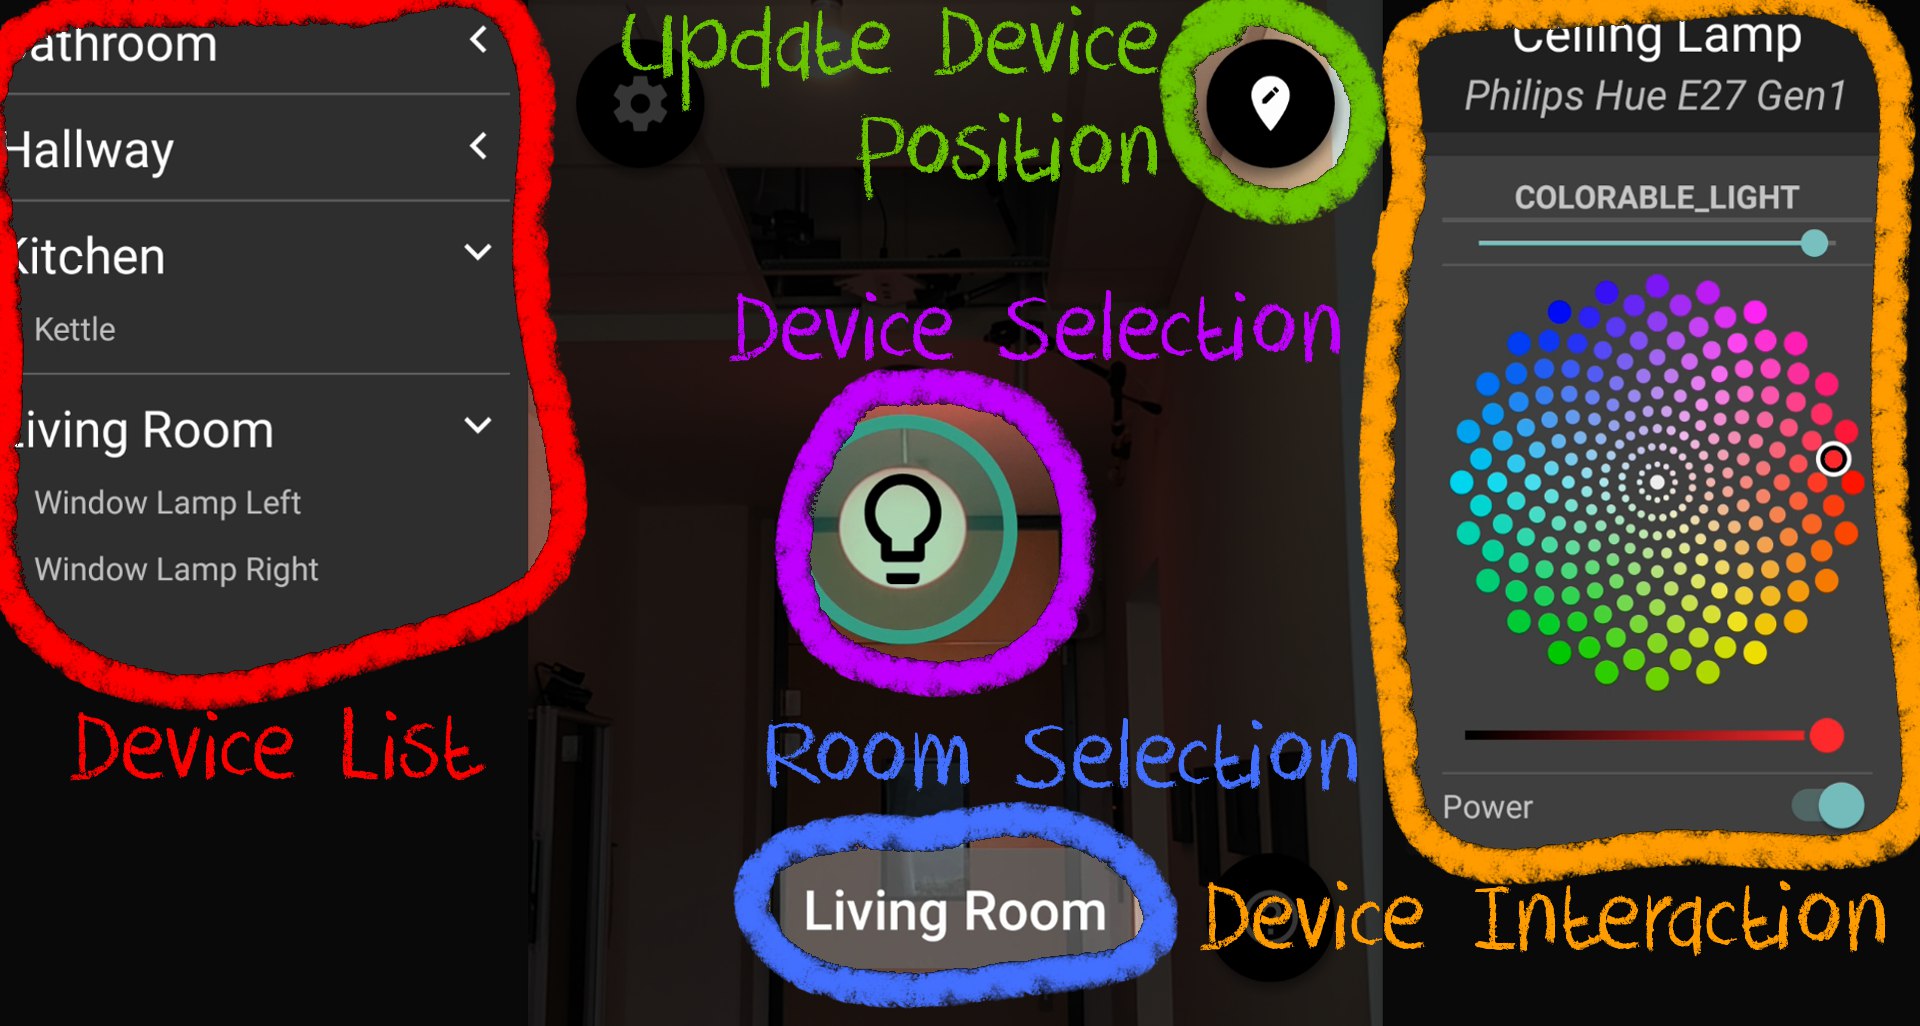 Bathroom
Hallway
Kitchen
Kettle
Living Room
Window Lamp Left
Window Lamp Right
Device List
Update Device
Position
Device Selection
Room Selection
Living Room
Ceiling Lamp
Philips Hue E27 Gen1
COLORABLE_LIGHT
Power
Device Interaction